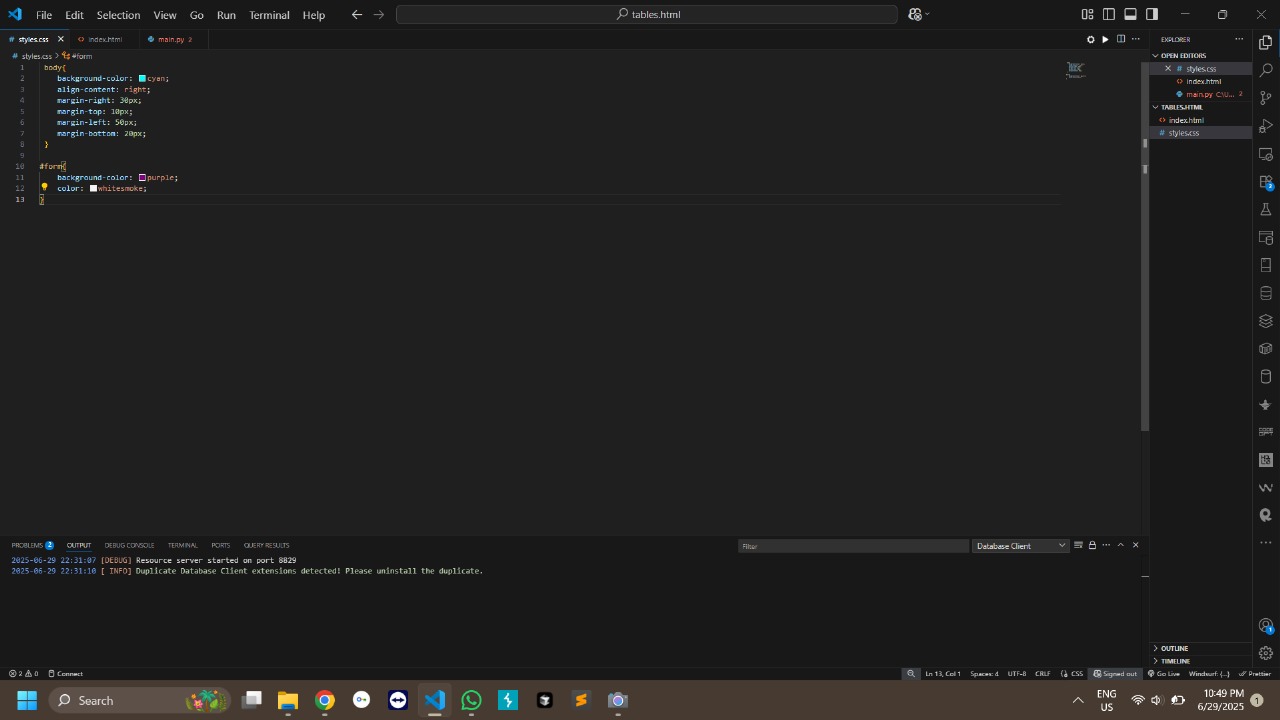 File Edit Selection View Go Run Terminal Help
tables.html
styles.css
index.html
main.py 2
styles.css > #form
1 body{
2 background-color: cyan;
3 align-content: right;
4 margin-right: 30px;
5 margin-top: 10px;
6 margin-left: 50px;
7 margin-bottom: 20px;
8 }
9
10 #form{
11 background-color: purple;
12 color: whitesmoke;
13 }
EXPLORER
OPEN EDITORS
styles.css
index.html
main.py C:\U... 2
TABLES.HTML
index.html
styles.css
OUTLINE
TIMELINE
PROBLEMS 2 OUTPUT DEBUG CONSOLE TERMINAL PORTS QUERY RESULTS
Filter
Database Client
2025-06-29 22:31:07 [DEBUG] Resource server started on port 8829
2025-06-29 22:31:10 [ INFO] Duplicate Database Client extensions detected! Please uninstall the duplicate.
2 0 Connect
Ln 13, Col 1 Spaces: 4 UTF-8 CRLF {} CSS Signed out Go Live Windsurf: {...} Prettier
Search
ENG
US
10:49 PM
6/29/2025
1